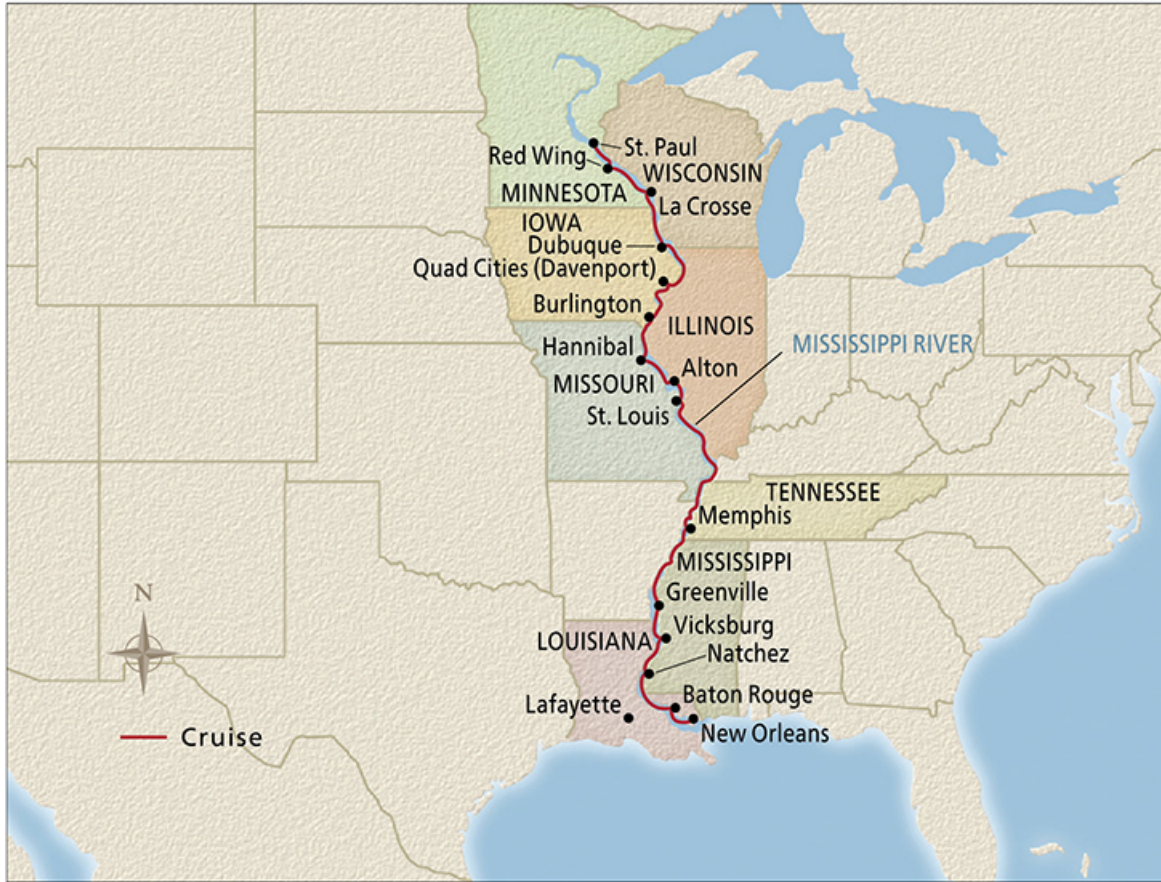 St. Paul
Red Wing
WISCONSIN
MINNESOTA
La Crosse
IOWA
Dubuque
Quad Cities (Davenport)
Burlington
ILLINOIS
Hannibal
MISSISSIPPI RIVER
Alton
MISSOURI
St. Louis
TENNESSEE
Memphis
MISSISSIPPI
Greenville
N
Vicksburg
LOUISIANA
Natchez
Baton Rouge
Lafayette
New Orleans
Cruise